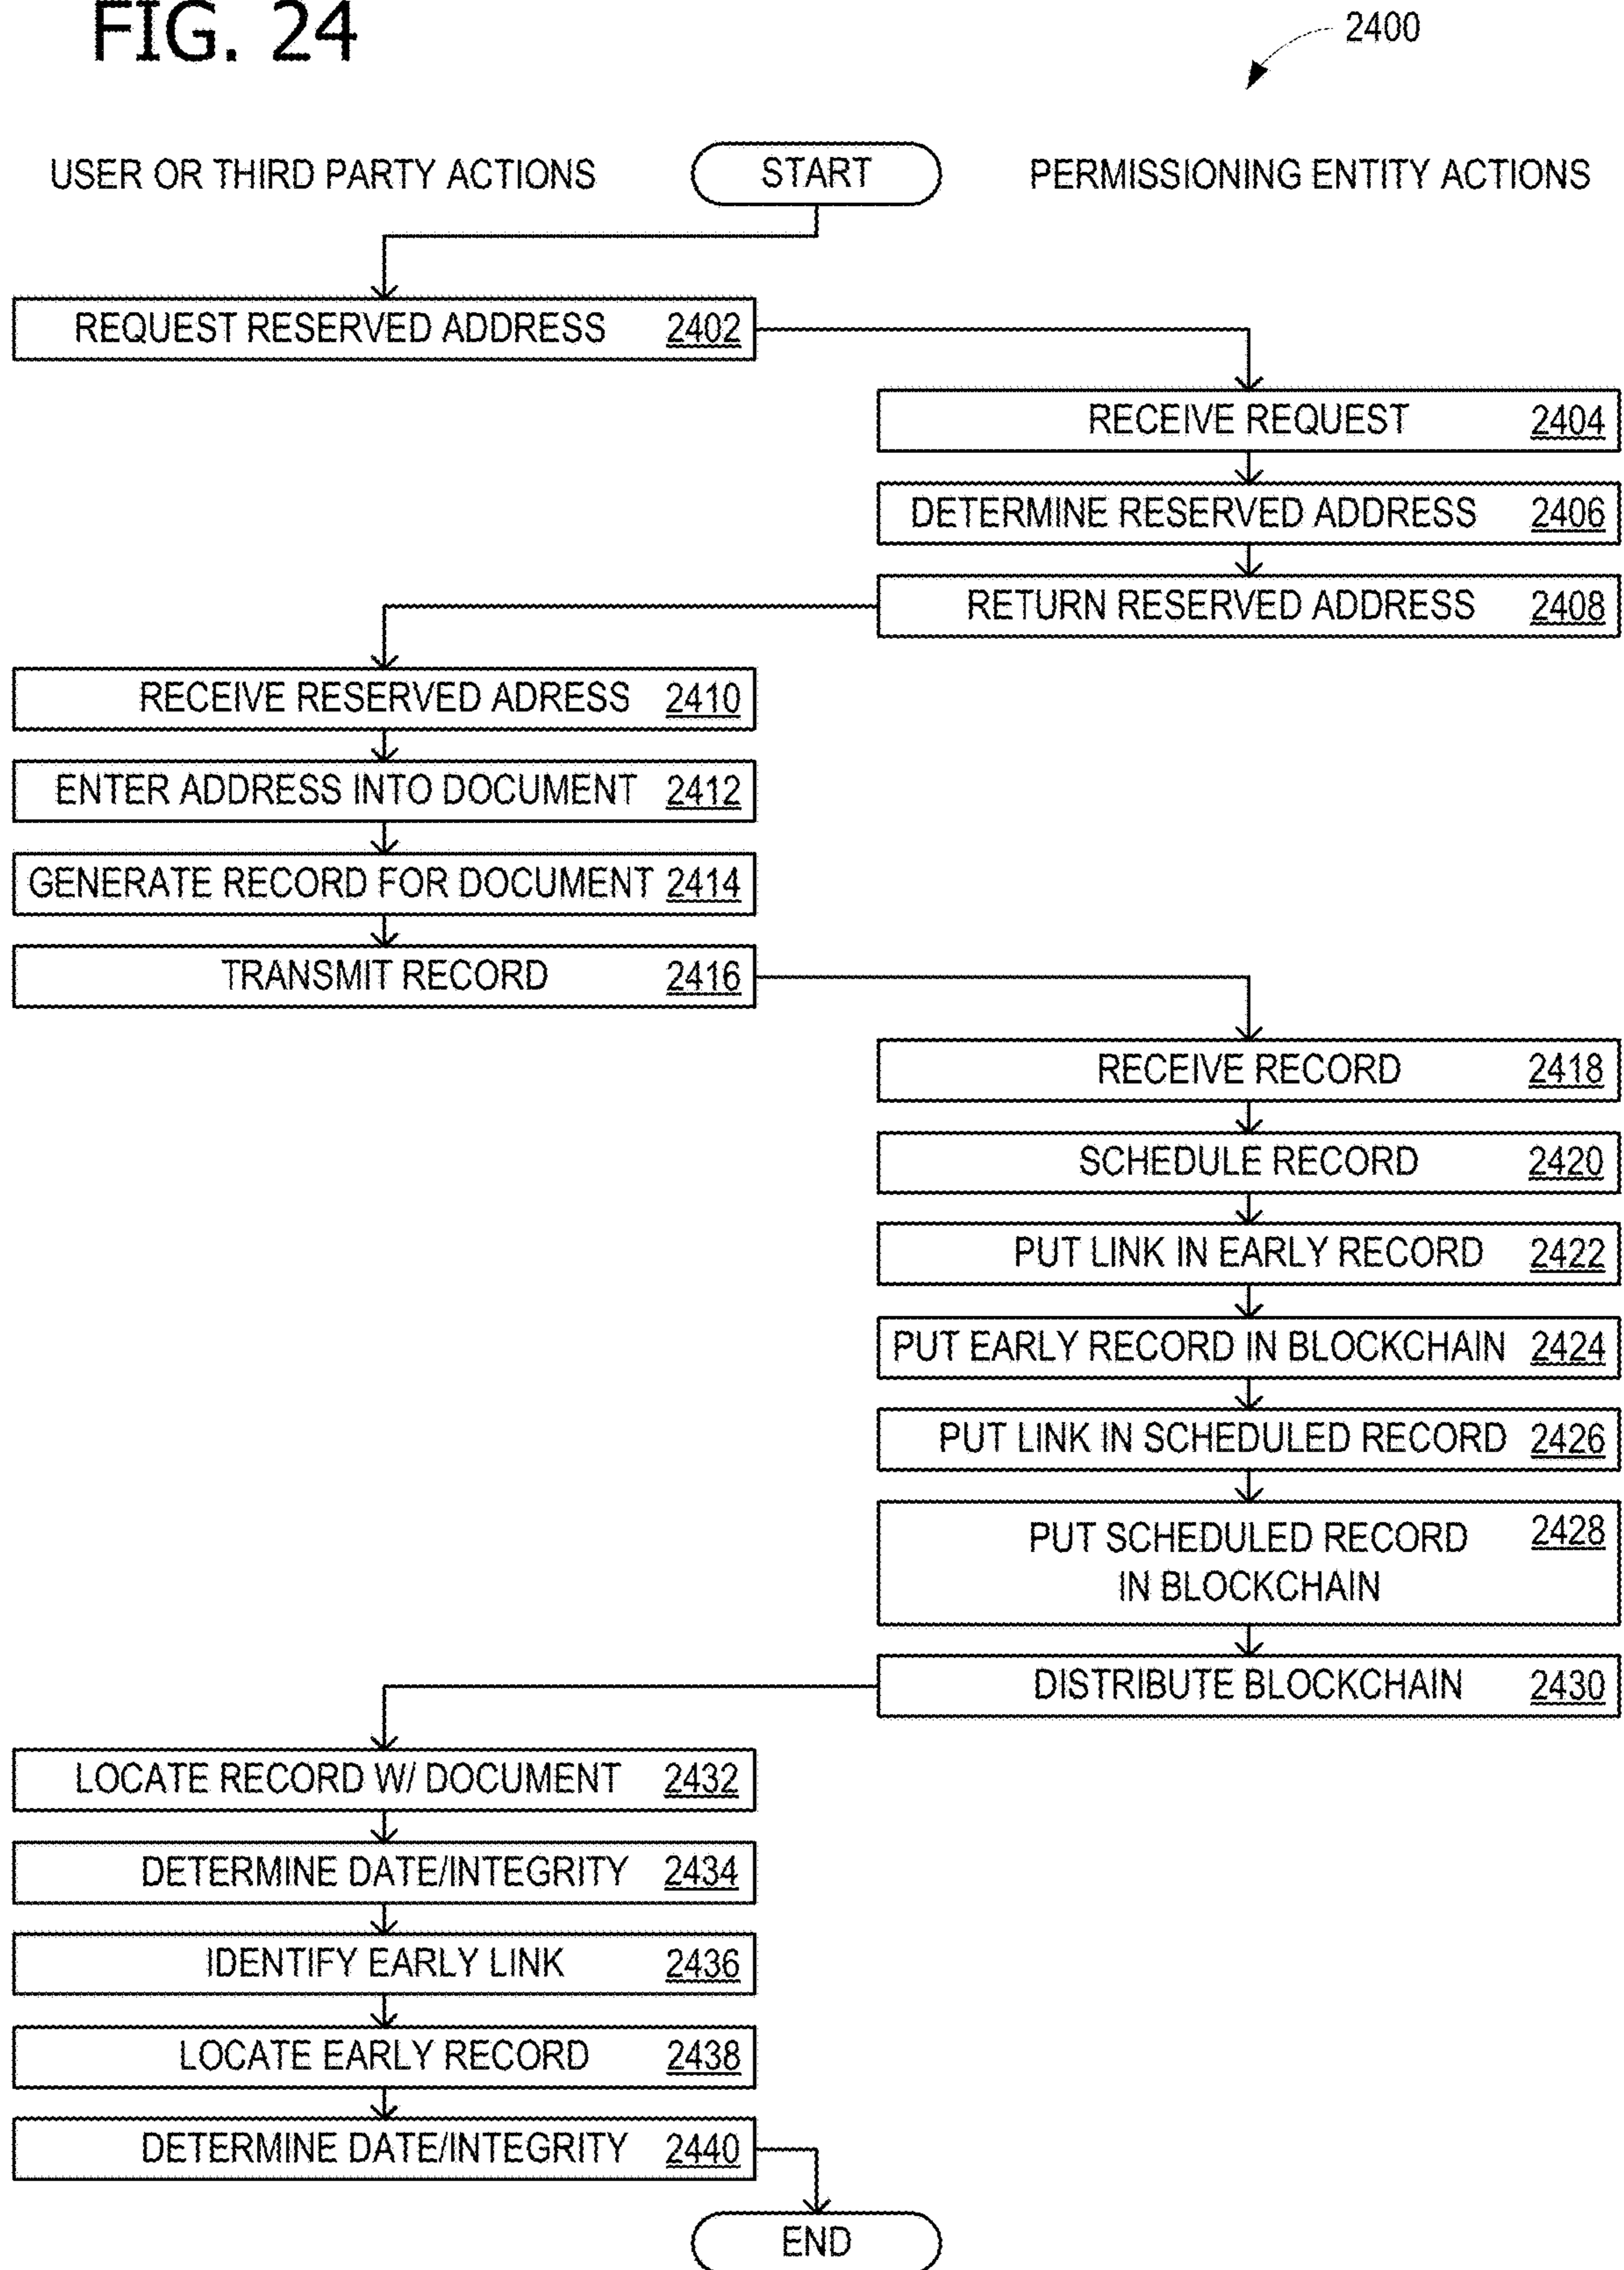 FIG. 24
2400
USER OR THIRD PARTY ACTIONS
START
PERMISSIONING ENTITY ACTIONS
REQUEST RESERVED ADDRESS 2402
RECEIVE REQUEST 2404
DETERMINE RESERVED ADDRESS 2406
RETURN RESERVED ADDRESS 2408
RECEIVE RESERVED ADRESS 2410
ENTER ADDRESS INTO DOCUMENT 2412
GENERATE RECORD FOR DOCUMENT 2414
TRANSMIT RECORD 2416
RECEIVE RECORD 2418
SCHEDULE RECORD 2420
PUT LINK IN EARLY RECORD 2422
PUT EARLY RECORD IN BLOCKCHAIN 2424
PUT LINK IN SCHEDULED RECORD 2426
PUT SCHEDULED RECORD 2428
IN BLOCKCHAIN
DISTRIBUTE BLOCKCHAIN 2430
LOCATE RECORD W/ DOCUMENT 2432
DETERMINE DATE/INTEGRITY 2434
IDENTIFY EARLY LINK 2436
LOCATE EARLY RECORD 2438
DETERMINE DATE/INTEGRITY 2440
END